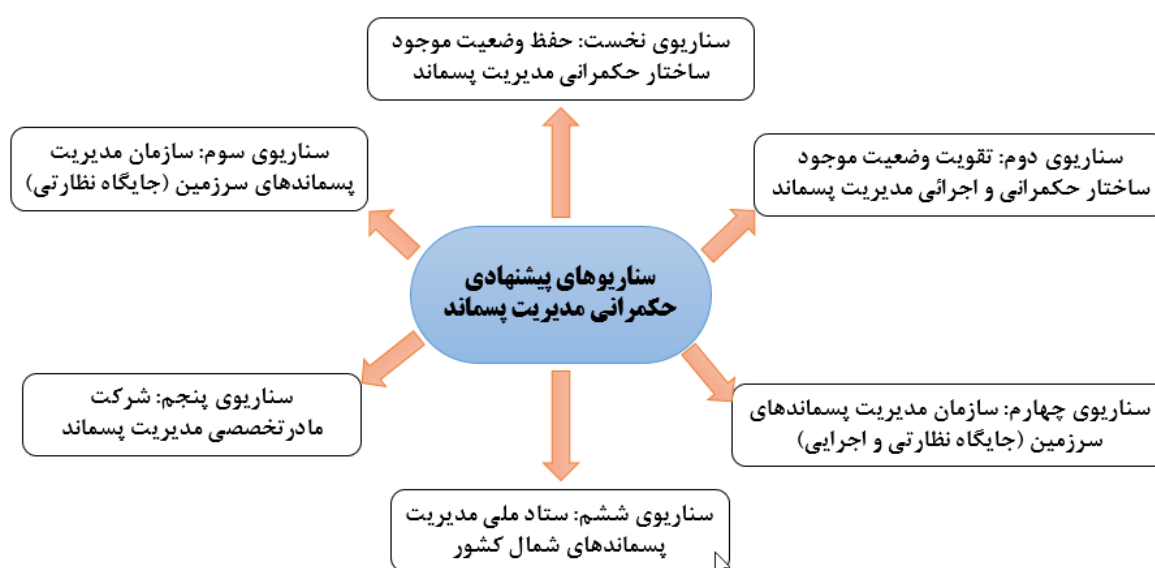 سناریوی نخست: حفظ وضعیت موجود
ساختار حکمرانی مدیریت پسماند
سناریوی دوم: تقویت وضعیت موجود
ساختار حکمرانی و اجرائی مدیریت پسماند
سناریوی سوم: سازمان مدیریت
پسماندهای سرزمین (جایگاه نظارتی)
سناریوهای پیشنهادی
حکمرانی مدیریت پسماند
سناریوی چهارم: سازمان مدیریت پسماندهای
سرزمین (جایگاه نظارتی و اجرایی)
سناریوی پنجم: شرکت
مادرتخصصی مدیریت پسماند
سناریوی ششم: ستاد ملی مدیریت
پسماندهای شمال کشور